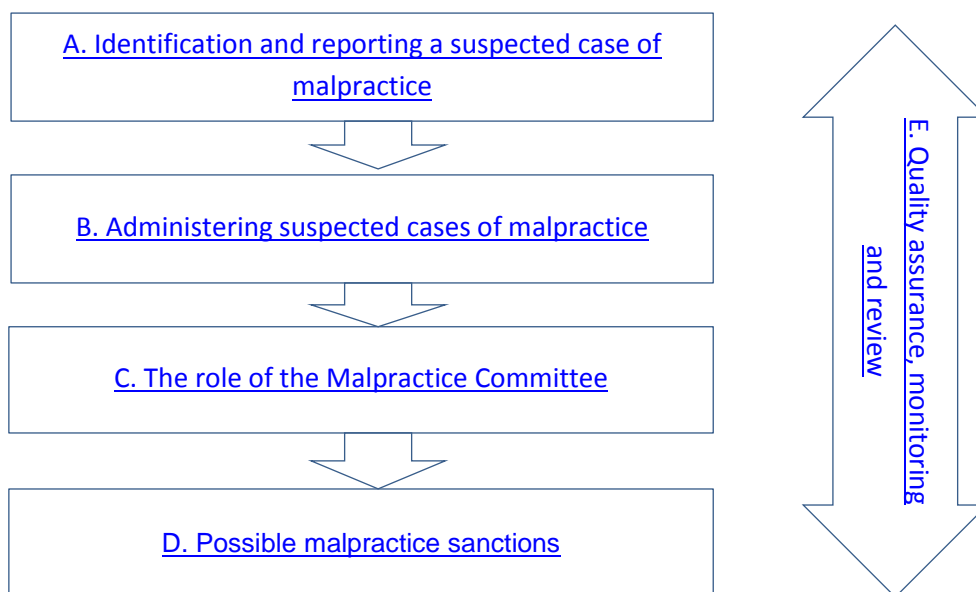 A. Identification and reporting a suspected case of
malpractice
B. Administering suspected cases of malpractice
C. The role of the Malpractice Committee
D. Possible malpractice sanctions
E. Quality assurance, monitoring
and review